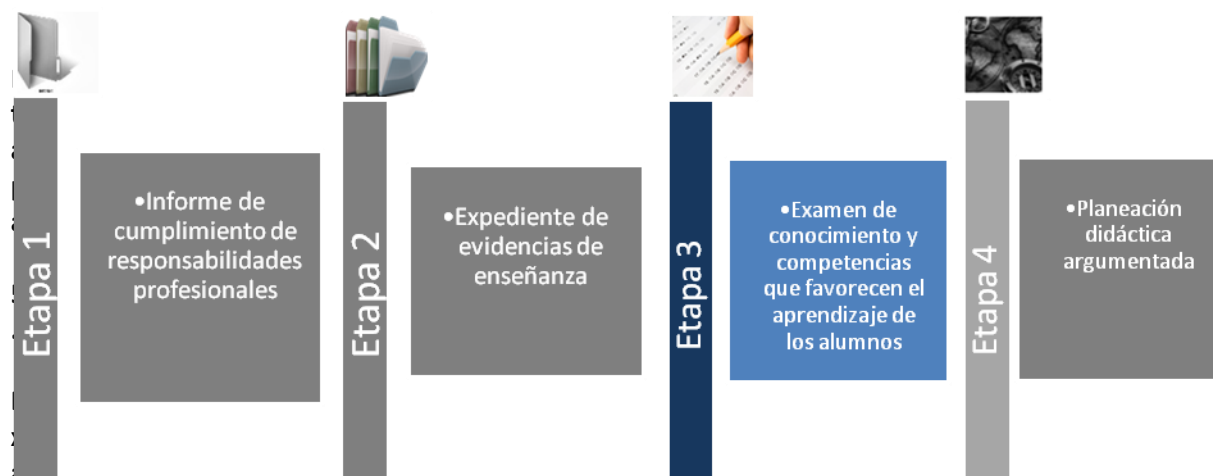 Etapa 1
•Informe de
cumplimiento de
responsabilidades
profesionales
Etapa 2
•Expediente de
evidencias de
enseñanza
Etapa 3
•Examen de
conocimiento y
competencias
que favorecen el
aprendizaje de
los alumnos
Etapa 4
•Planeación
didáctica
argumentada